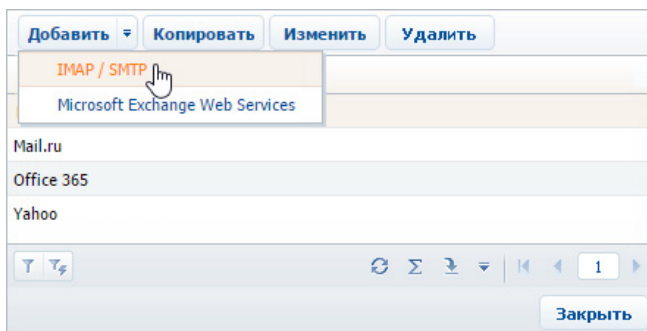 Добавить Копировать Изменить Удалить
IMAP / SMTP
Microsoft Exchange Web Services
Mail.ru
Office 365
Yahoo
1
Закрыть